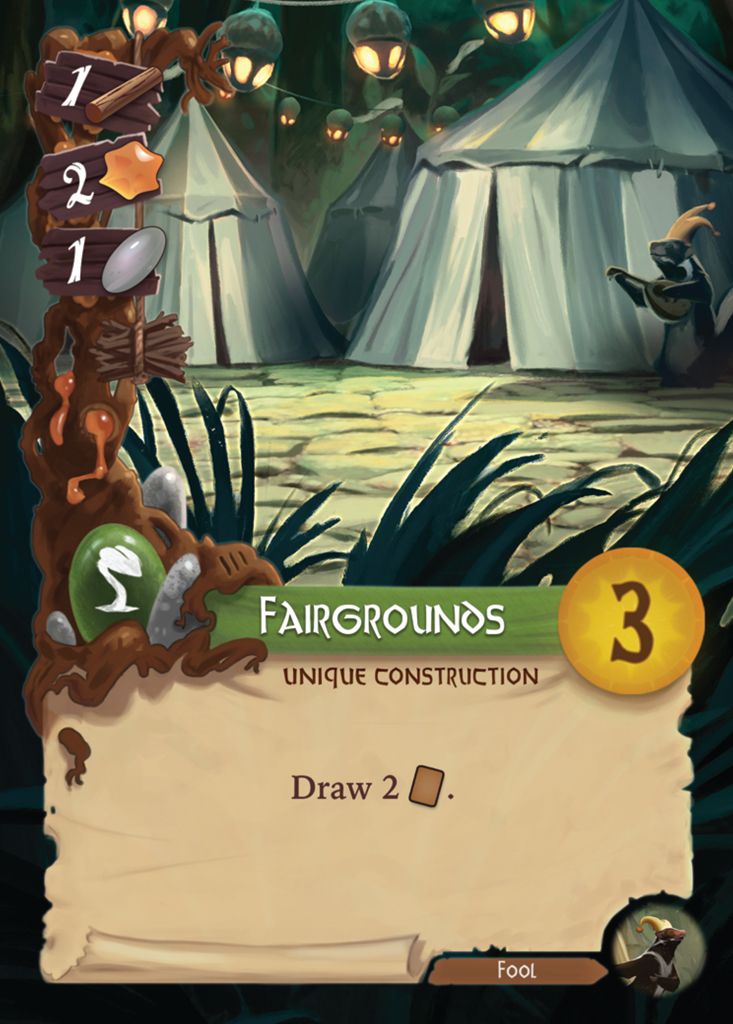 1
2
1
Fairgrounds
3
Unique Construction
Draw 2 .
Fool